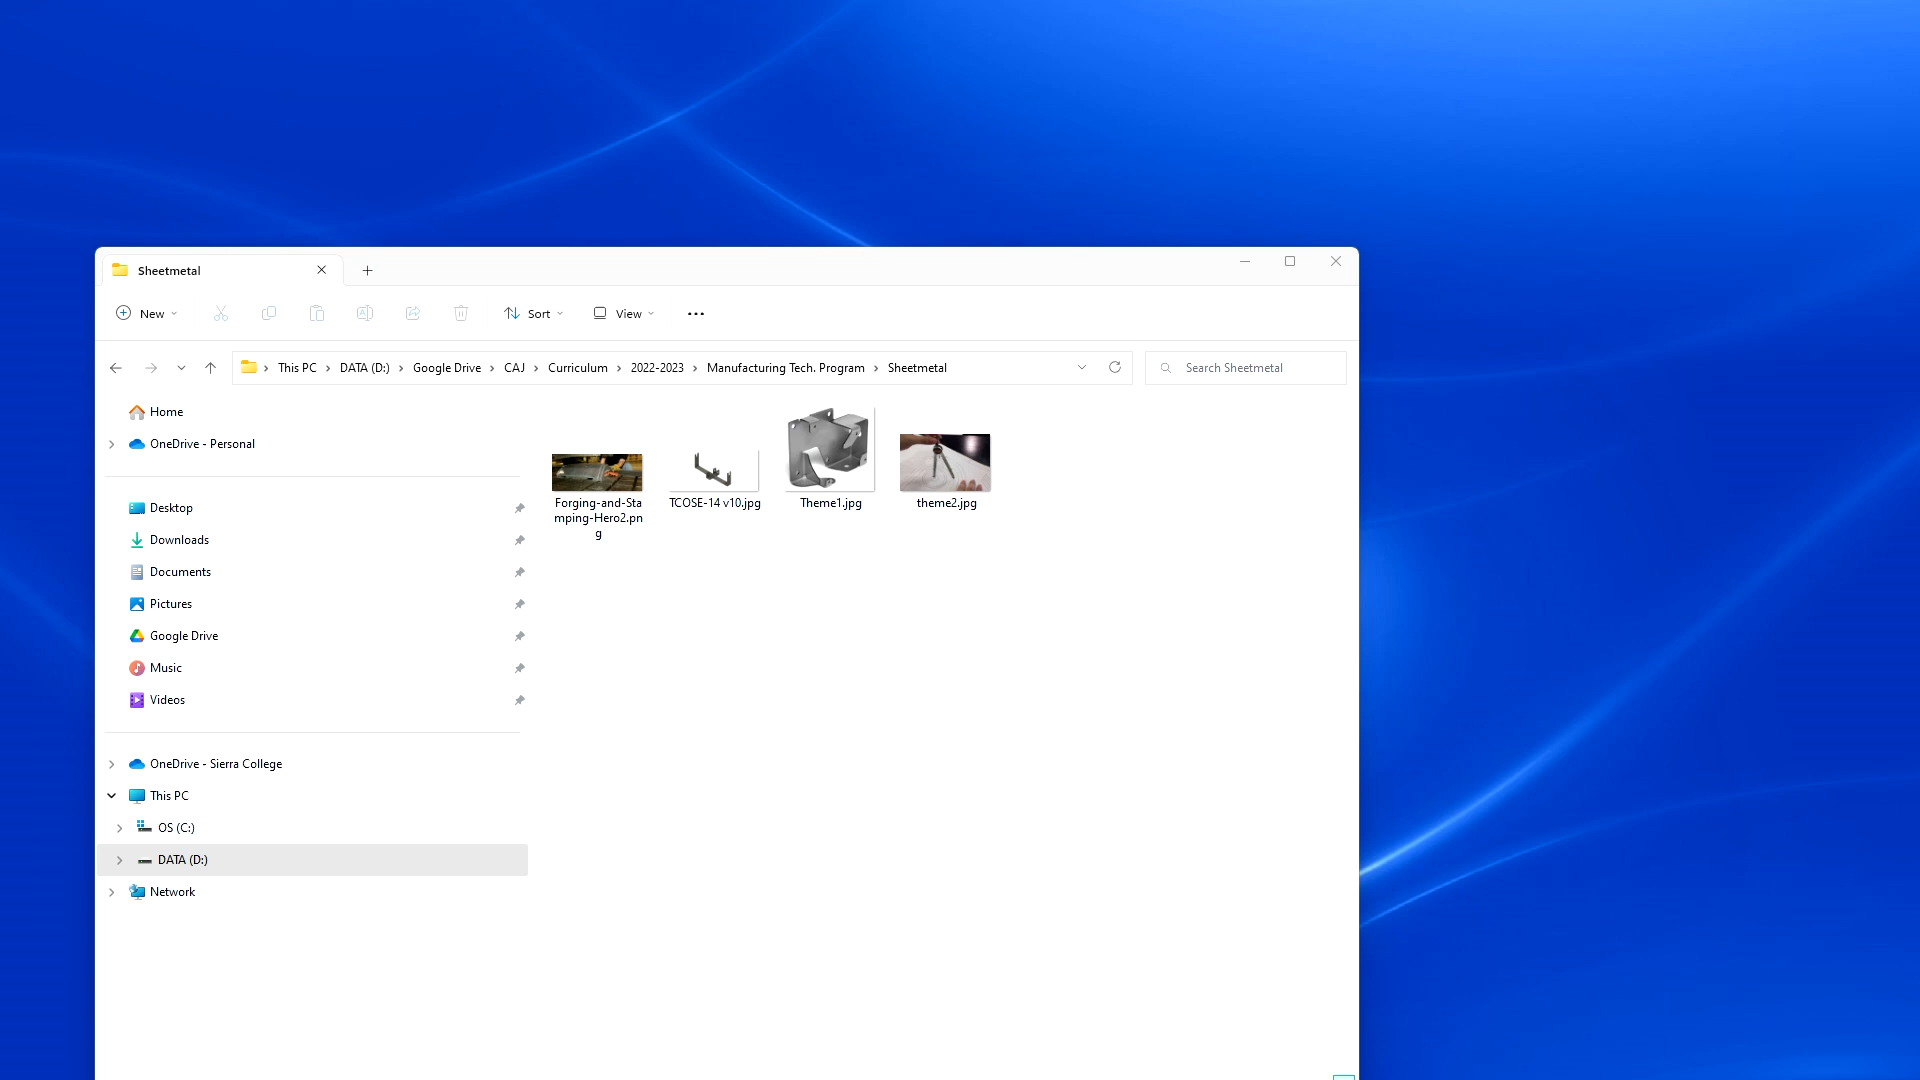 Sheetmetal
New
Sort
View
This PC
DATA (D:)
Google Drive
CAJ
Curriculum
2022-2023
Manufacturing Tech. Program
Sheetmetal
Search Sheetmetal
Home
OneDrive - Personal
Desktop
Downloads
Documents
Pictures
Google Drive
Music
Videos
OneDrive - Sierra College
This PC
OS (C:)
DATA (D:)
Network
Forging-and-Sta
mping-Hero2.pn
g
TCOSE-14 v10.jpg
Theme1.jpg
theme2.jpg